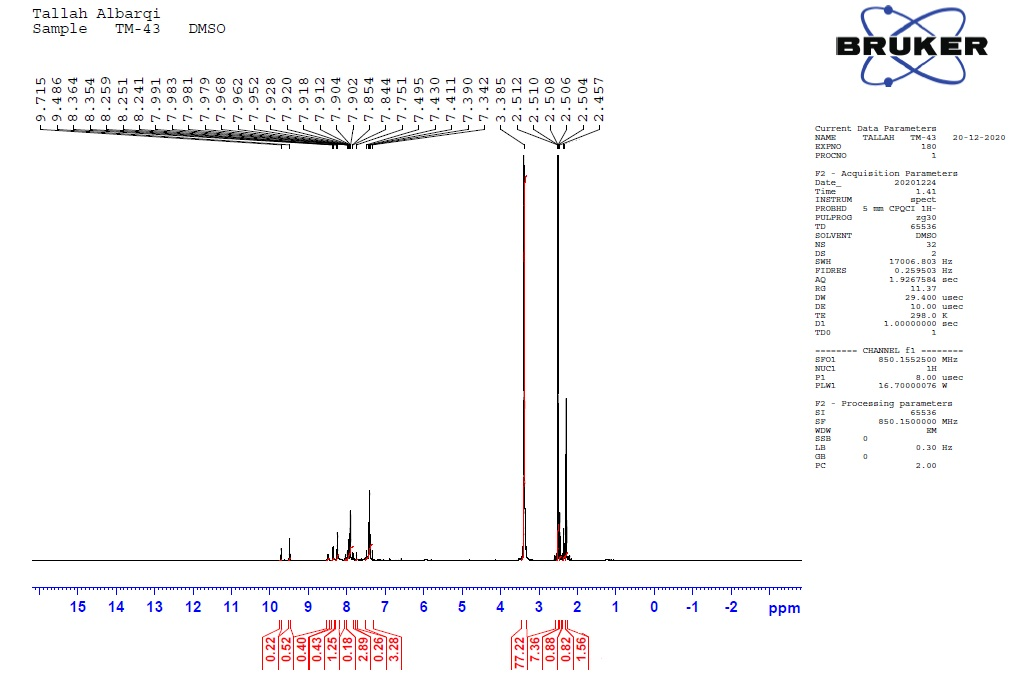 Tallah Albarqi
Sample TM-43 DMSO
BRUKER
9.715
9.486
8.364
8.354
8.259
8.251
8.241
7.991
7.983
7.981
7.979
7.968
7.962
7.952
7.928
7.920
7.918
7.912
7.904
7.902
7.854
7.844
7.751
7.495
7.430
7.411
7.390
7.342
3.385
2.512
2.510
2.508
2.506
2.504
2.457
Current Data Parameters
NAME TALLAH TM-43 20-12-2020
EXPNO 180
PROCNO 1
F2 - Acquisition Parameters
Date_ 20201224
Time 1.41
INSTRUM spect
PROBHD 5 mm CPQCI 1H-
PULPROG zg30
TD 65536
SOLVENT DMSO
NS 32
DS 2
SWH 17006.803 Hz
FIDRES 0.259503 Hz
AQ 1.9267584 sec
RG 11.37
DW 29.400 usec
DE 10.00 usec
TE 298.0 K
D1 1.00000000 sec
TD0 1
======== CHANNEL f1 ========
SFO1 850.1552500 MHz
NUC1 1H
P1 8.00 usec
PLW1 16.70000076 W
F2 - Processing parameters
SI 65536
SF 850.1500000 MHz
WDW EM
SSB 0
LB 0.30 Hz
GB 0
PC 2.00
15 14 13 12 11 10 9 8 7 6 5 4 3 2 1 0 -1 -2 ppm
0.22
0.52
0.40
0.43
1.25
0.18
2.89
0.26
3.28
77.22
7.36
0.88
0.82
1.56